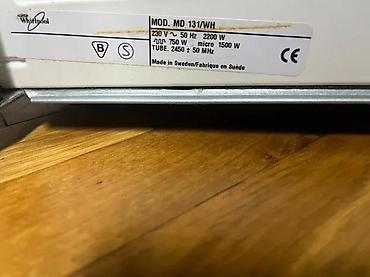 Whirlpool
MOD. MD 131/WH
230 V ~ 50 Hz 2200 W
750 W micro 1500 W
TUBE. 2450 ± 50 MHz
B S CE
Made in Sweden/Fabrique en Suède